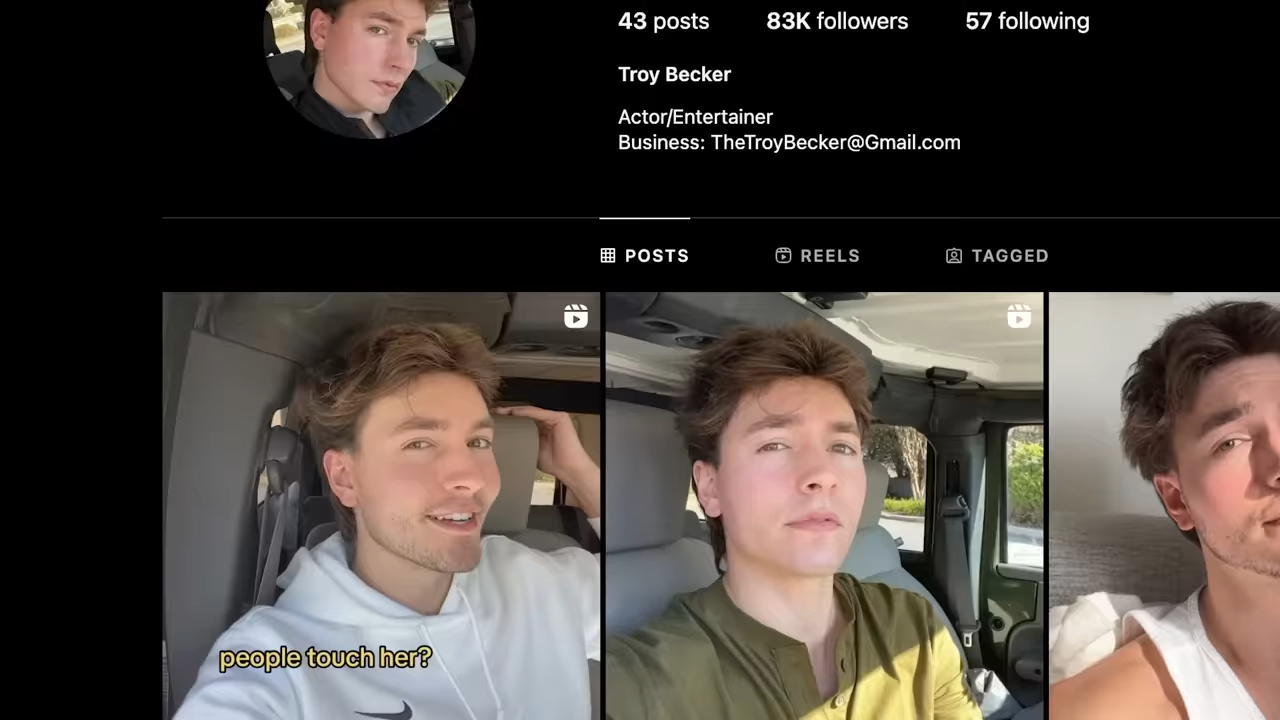 43 posts 83K followers 57 following
Troy Becker
Actor/Entertainer
Business: TheTroyBecker@Gmail.com
POSTS REELS TAGGED
people touch her?